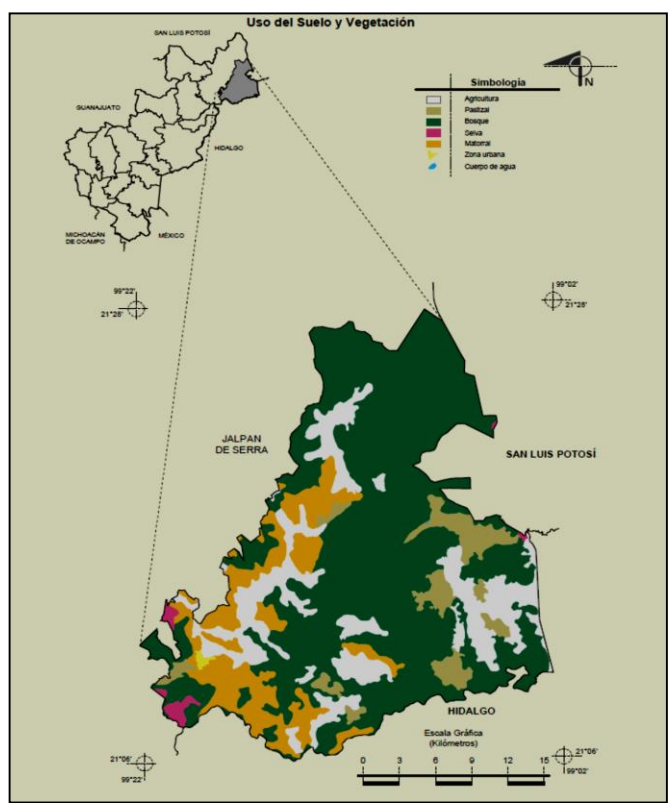 Uso del Suelo y Vegetación
SAN LUIS POTOSÍ
GUANAJUATO
HIDALGO
MICHOACÁN
DE OCAMPO
MÉXICO
N
Simbología
Agricultura
Pastizal
Bosque
Selva
Matorral
Zona urbana
Cuerpo de agua
99°22'
21°28'
99°02'
21°28'
JALPAN
DE SERRA
SAN LUIS POTOSÍ
HIDALGO
Escala Gráfica
(Kilómetros)
0 3 6 9 12 15
21°06'
99°22'
21°06'
99°02'